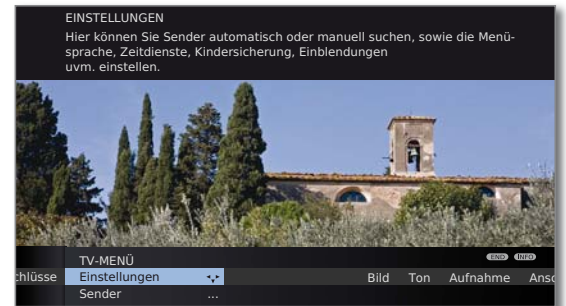 EINSTELLUNGEN
Hier können Sie Sender automatisch oder manuell suchen, sowie die Menü-
sprache, Zeitdienste, Kindersicherung, Einblendungen
uvm. einstellen.
TV-MENÜ END INFO
chlüsse Einstellungen Bild Ton Aufnahme Ansc
Sender ...